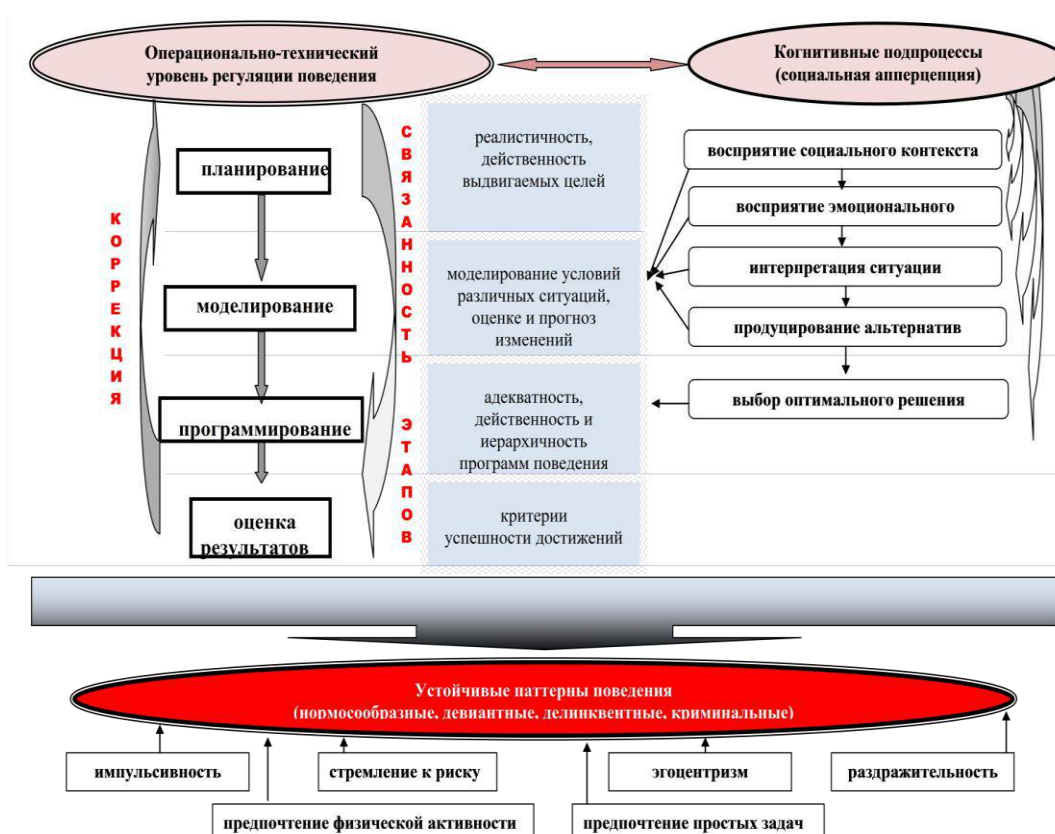 Операционально-технический
уровень регуляции поведения
Когнитивные подпроцессы
(социальная апперцепция)
КОРРЕКЦИЯ
планирование
моделирование
программирование
оценка
результатов
СВЯЗАННОСТЬ ЭТАПОВ
реалистичность,
действенность
выдвигаемых целей
моделирование условий
различных ситуаций,
оценке и прогноз
изменений
адекватность,
действенность и
иерархичность
программ поведения
критерии
успешности достижений
восприятие социального контекста
восприятие эмоционального
интерпретация ситуации
продуцирование альтернатив
выбор оптимального решения
Устойчивые паттерны поведения
(нормосообразные, девиантные, делинквентные, криминальные)
импульсивность
стремление к риску
эгоцентризм
раздражительность
предпочтение физической активности
предпочтение простых задач